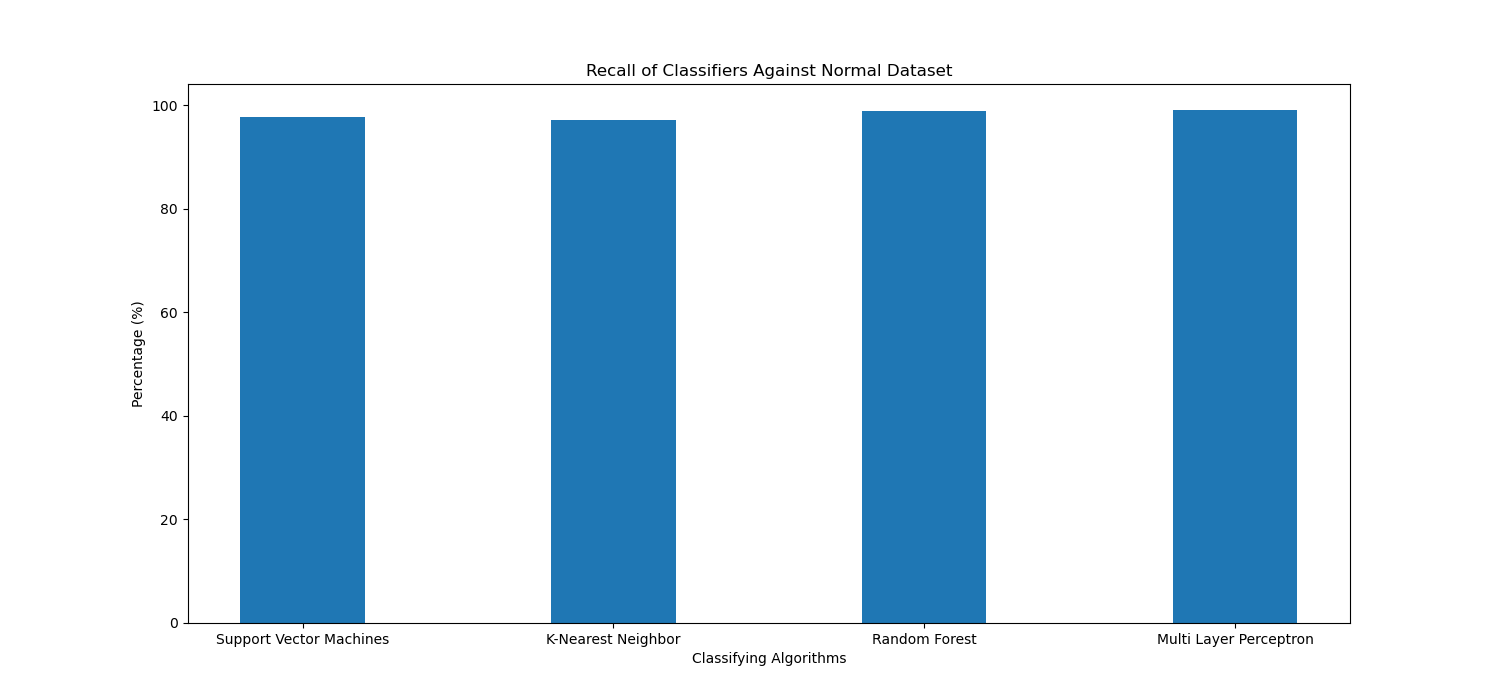 Recall of Classifiers Against Normal Dataset
100
80
60
40
20
0
Percentage (%)
Support Vector Machines
K-Nearest Neighbor
Random Forest
Multi Layer Perceptron
Classifying Algorithms